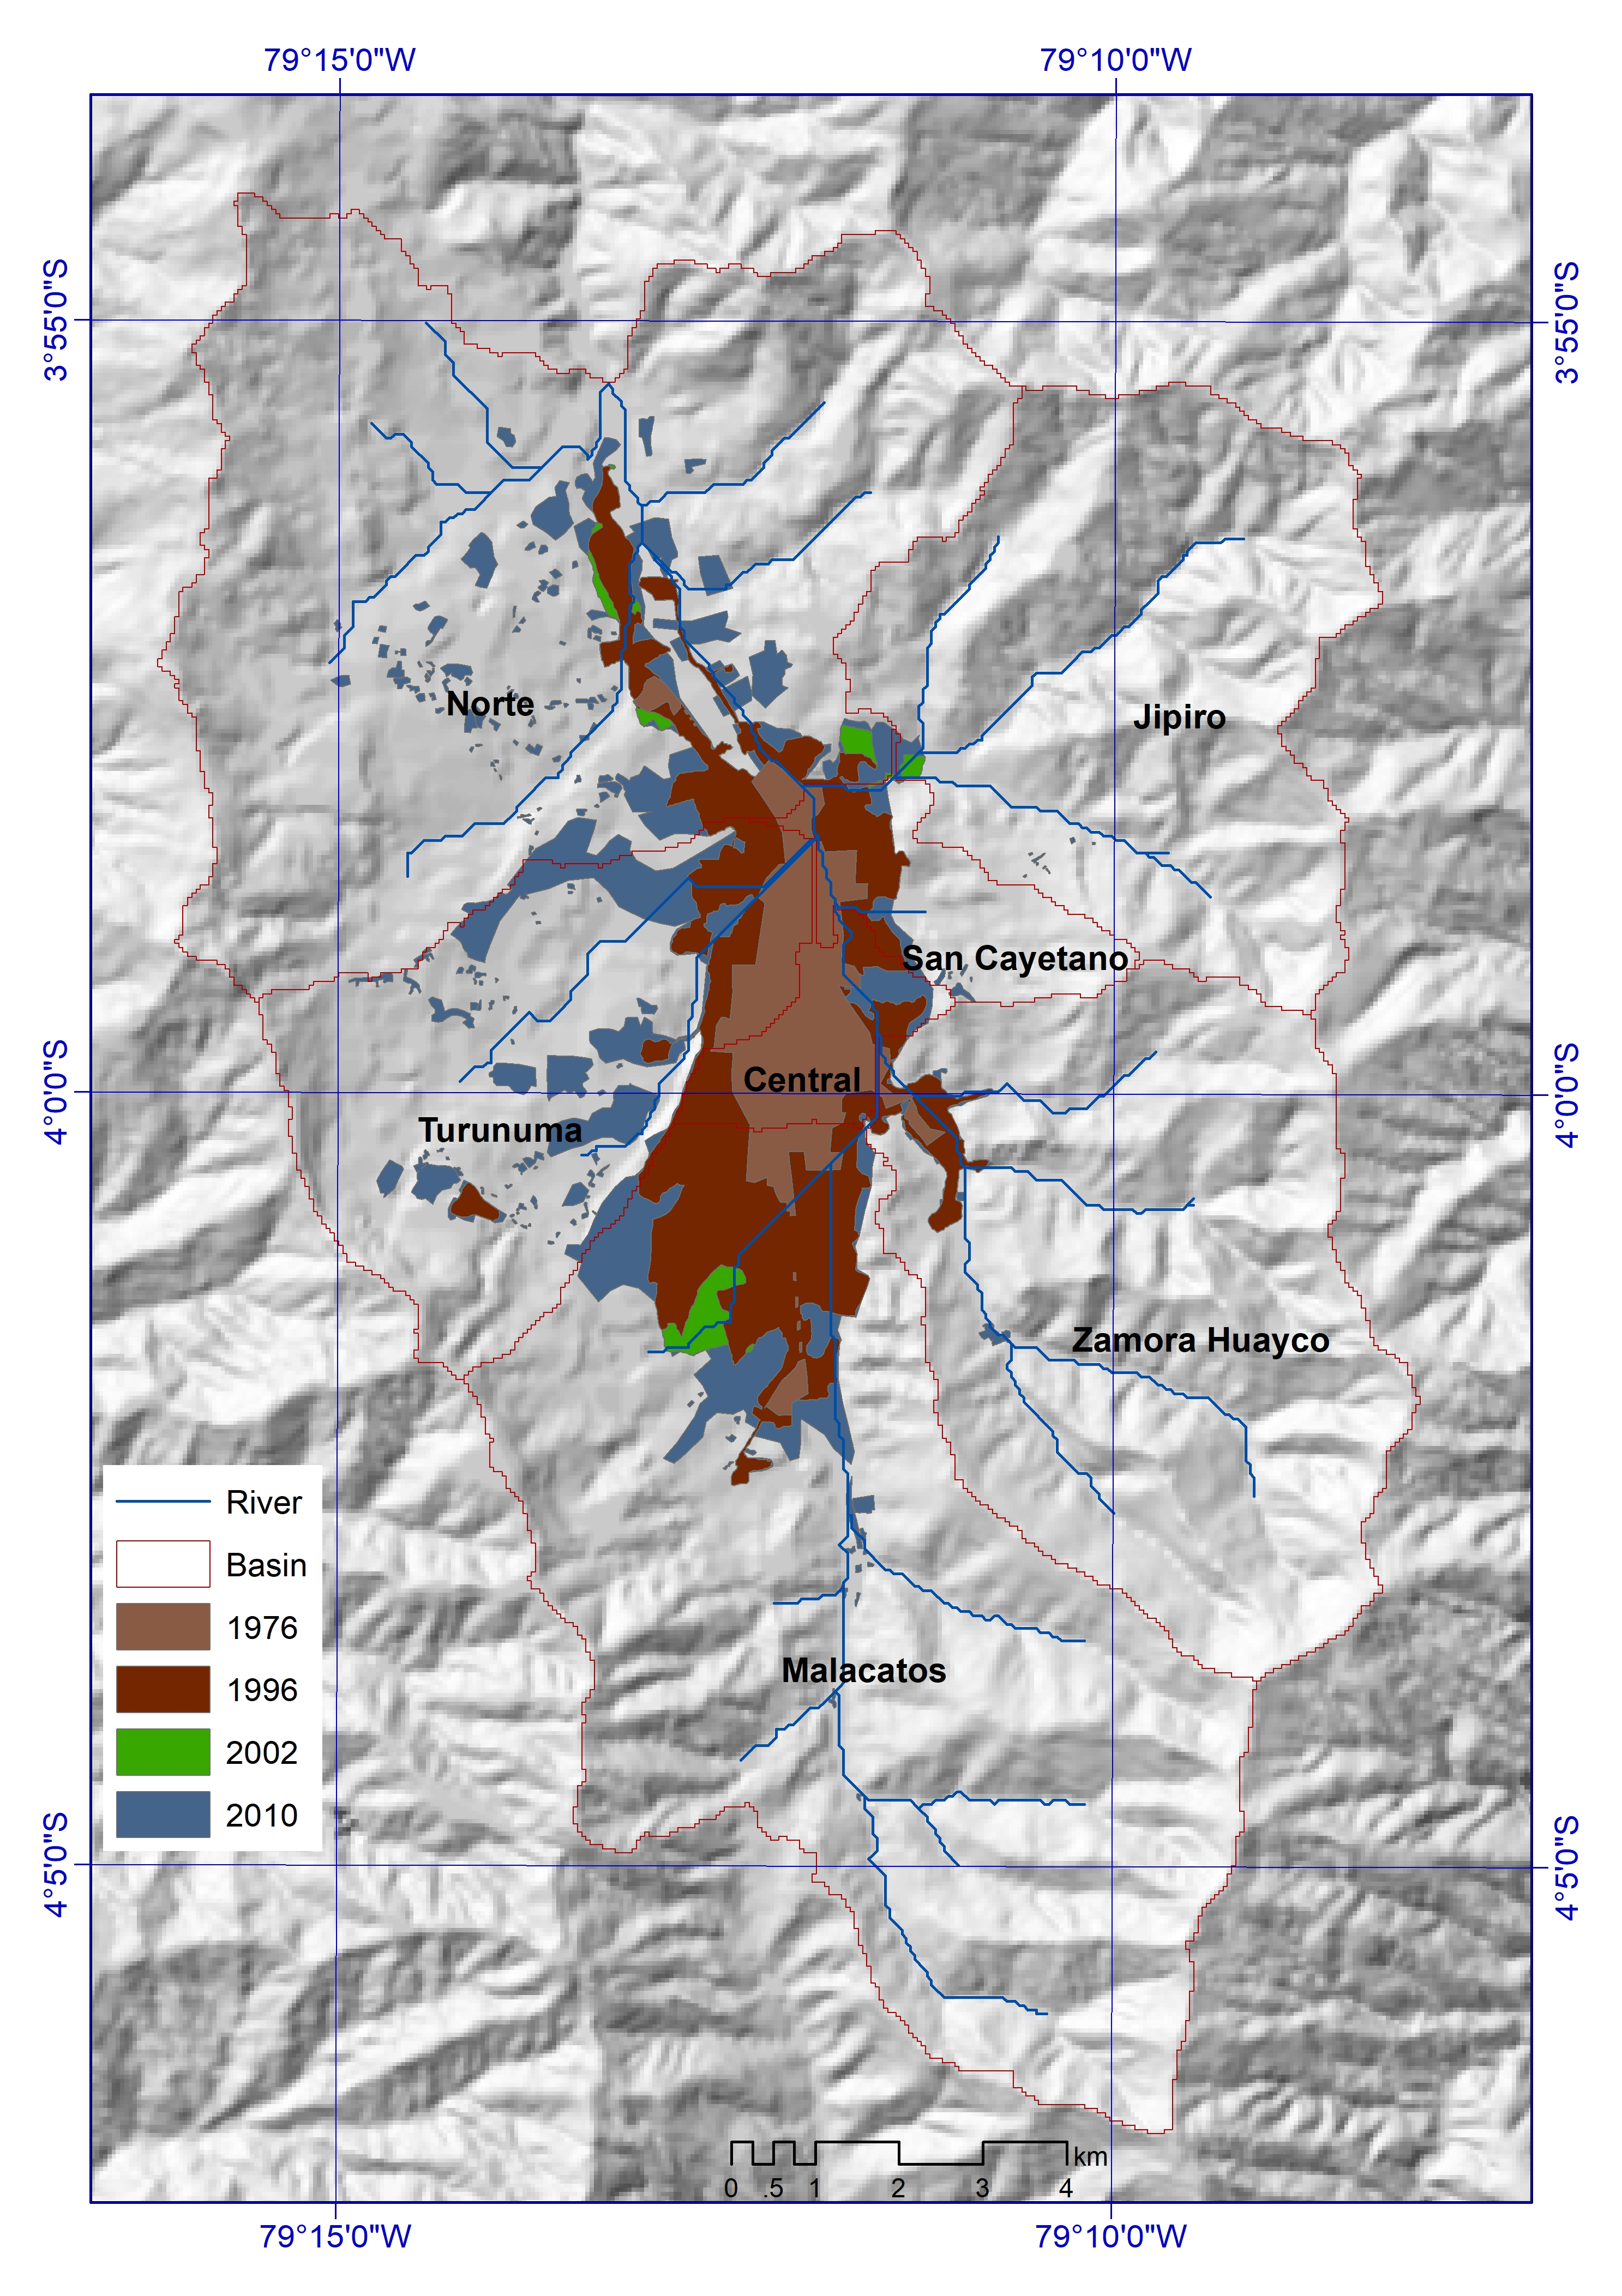 79°15'0"W
79°10'0"W
3°55'0"S
3°55'0"S
Norte
Jipiro
San Cayetano
4°0'0"S
4°0'0"S
Central
Turunuma
Zamora Huayco
River
Basin
1976
1996
2002
2010
Malacatos
4°5'0"S
4°5'0"S
km
0 .5 1 2 3 4
79°15'0"W
79°10'0"W